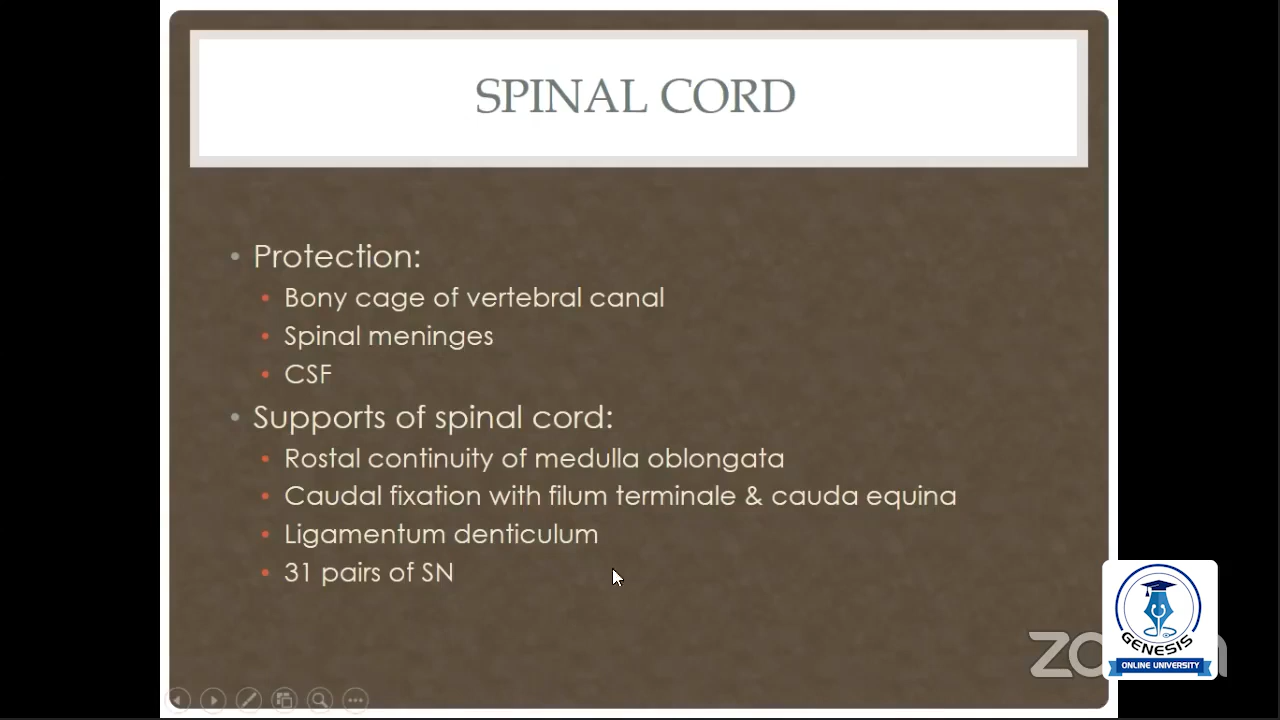 SPINAL CORD
• Protection:
• Bony cage of vertebral canal
• Spinal meninges
• CSF
• Supports of spinal cord:
• Rostal continuity of medulla oblongata
• Caudal fixation with filum terminale & cauda equina
• Ligamentum denticulum
• 31 pairs of SN
GENESIS
ONLINE UNIVERSITY